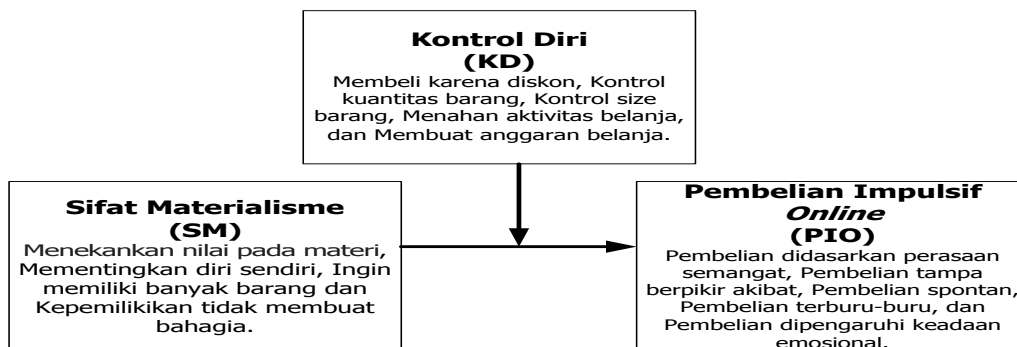 Kontrol Diri
(KD)
Membeli karena diskon, Kontrol
kuantitas barang, Kontrol size
barang, Menahan aktivitas belanja,
dan Membuat anggaran belanja.
Sifat Materialisme
(SM)
Menekankan nilai pada materi,
Mementingkan diri sendiri, Ingin
memiliki banyak barang dan
Kepemilikikan tidak membuat
bahagia.
Pembelian Impulsif
Online
(PIO)
Pembelian didasarkan perasaan
semangat, Pembelian tampa
berpikir akibat, Pembelian spontan,
Pembelian terburu-buru, dan
Pembelian dipengaruhi keadaan
emosional.